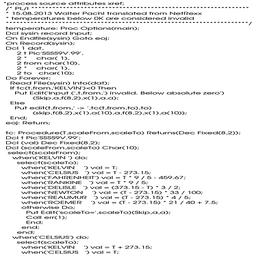 *process source attributes xref;
/* PL/I **************************************************************
* 15.08.2013 Walter Pachl translated from NetRexx
* temperatures below 0K are considered invalid
*********************************************************************/
temperature: Proc Options(main);
Dcl sysin record Input;
On Endfile(sysin) Goto eoj;
On Record(sysin);
Dcl 1 dat,
2 t Pic'SSSS9V.99',
2 * char( 1),
2 from char(10),
2 * char( 1),
2 to char(10);
Do Forever;
Read File(sysin) Into(dat);
If tc(t,from,'KELVIN')<0 Then
Put Edit('Input (',t,from,') invalid. Below absolute zero')
(Skip,a,f(8,2),x(1),a,a);
Else
Put edit(t,from,' -> ',tc(t,from,to),to)
(skip,f(8,2),x(1),a(10),a,f(8,2),x(1),a(10));
End;
eoj: Return;
tc: Procedure(T,scaleFrom,scaleTo) Returns(Dec Fixed(8,2));
Dcl t Pic'SSSS9V.99';
Dcl (val) Dec Fixed(8,2);
Dcl (scaleFrom,scaleTo) Char(10);
select(scaleFrom);
when('KELVIN ') do;
select(scaleTo);
when('KELVIN ') val = T;
when('CELSIUS ') val = T - 273.15;
when('FAHRENHEIT') val = T * 9 / 5 - 459.67;
when('RANKINE ') val = T * 9 / 5;
when('DELISLE ') val = (373.15 - T) * 3 / 2;
when('NEWTON ') val = (T - 273.15) * 33 / 100;
when('REAUMUR ') val = (T - 273.15) * 4 / 5;
when('ROEMER ') val = (T - 273.15) * 21 / 40 + 7.5;
otherwise Do;
Put Edit('scaleTo=',scaleTo)(Skip,a,a);
Call err(1);
End;
end;
end;
when('CELSIUS') do;
select(scaleTo);
when('KELVIN ') val = T + 273.15;
when('CELSIUS ') val = T;